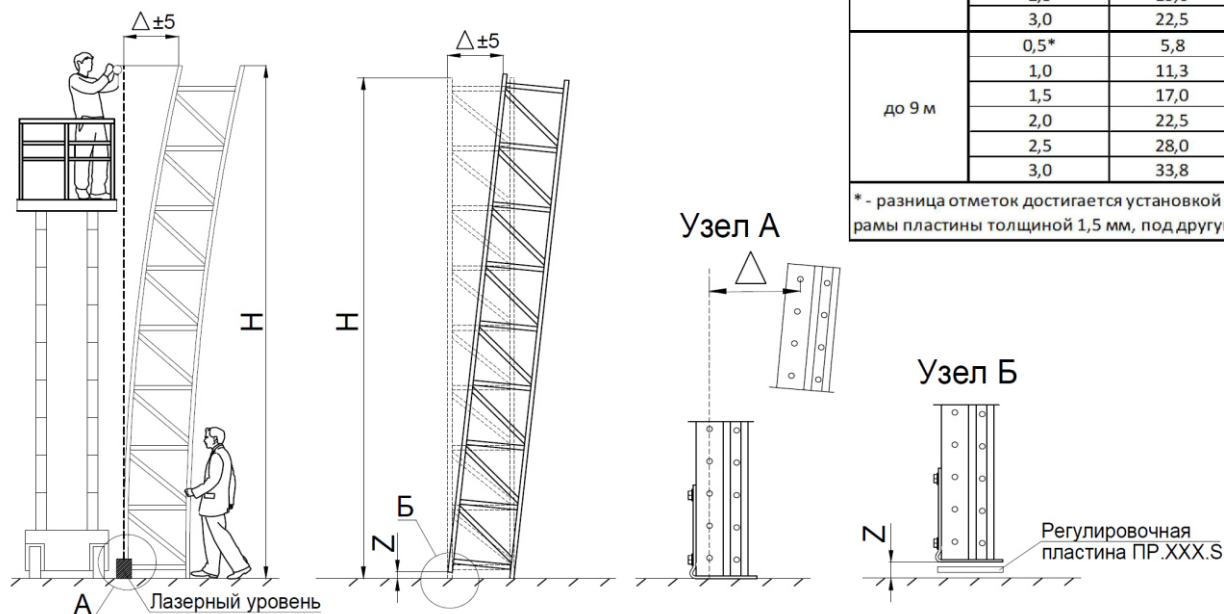 △±5
H
А
Лазерный уровень
△±5
H
Z
Б
3,0 22,5
до 9 м
0,5* 5,8
1,0 11,3
1,5 17,0
2,0 22,5
2,5 28,0
3,0 33,8
* - разница отметок достигается установкой
рамы пластины толщиной 1,5 мм, под
Узел А
△
Узел Б
Z
Регулировочная
пластина ПР.XXX.S